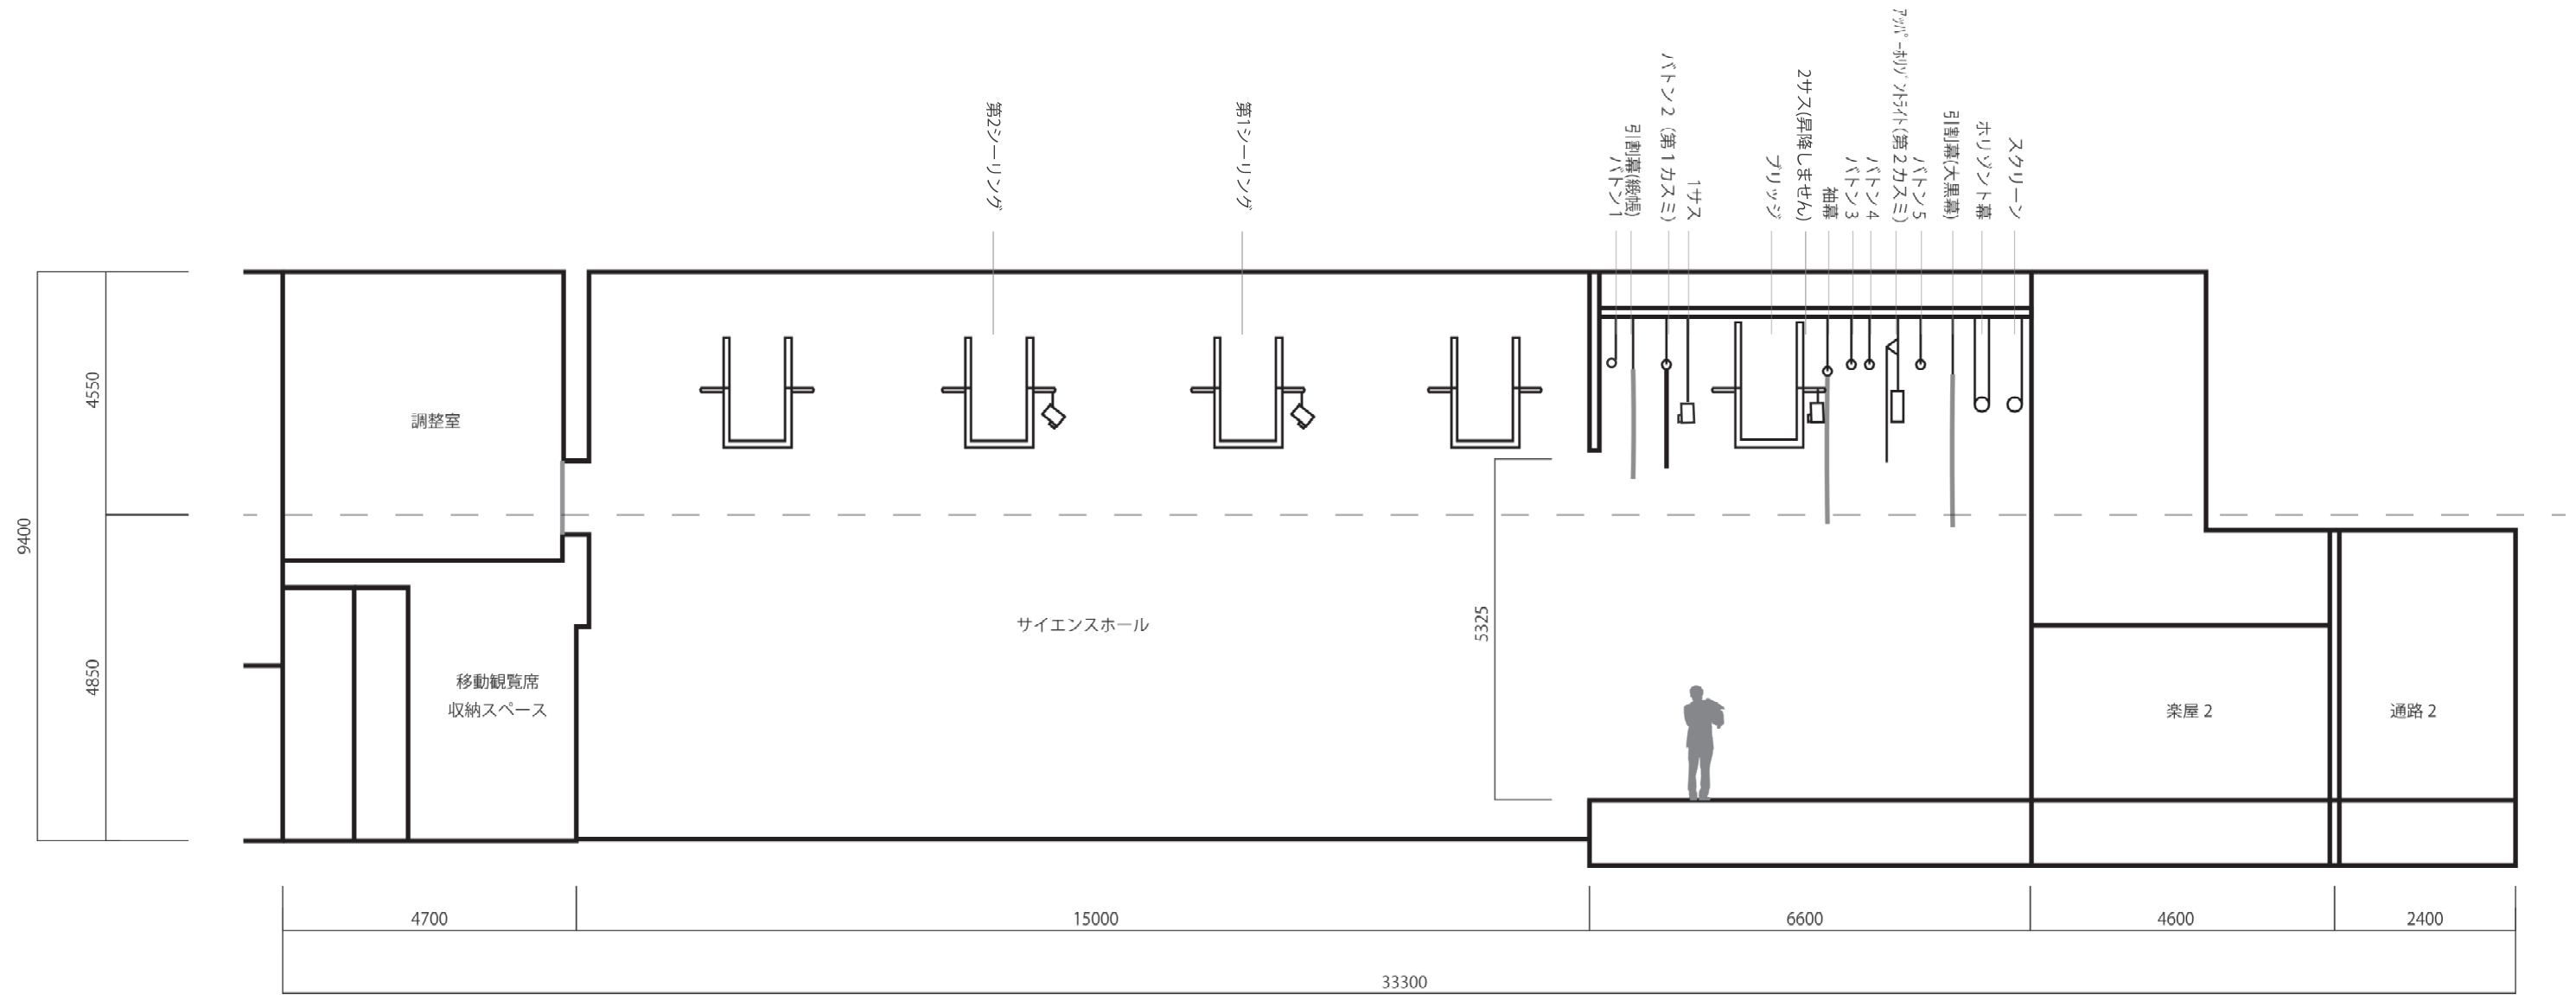 第2シーリング
第1シーリング
バトン 1
引割幕(緞帳)
バトン 2 (第 1 カスミ)
1サス
ブリッジ
2サス(昇降しません)
袖幕
バトン 3
バトン 4
アッパーホリゾントライト(第 2 カスミ)
バトン 5
引割幕(大黒幕)
ホリゾント幕
スクリーン
9400
4550
4850
調整室
移動観覧席
収納スペース
サイエンスホール
5325
楽屋 2
通路 2
4700
15000
6600
4600
2400
33300